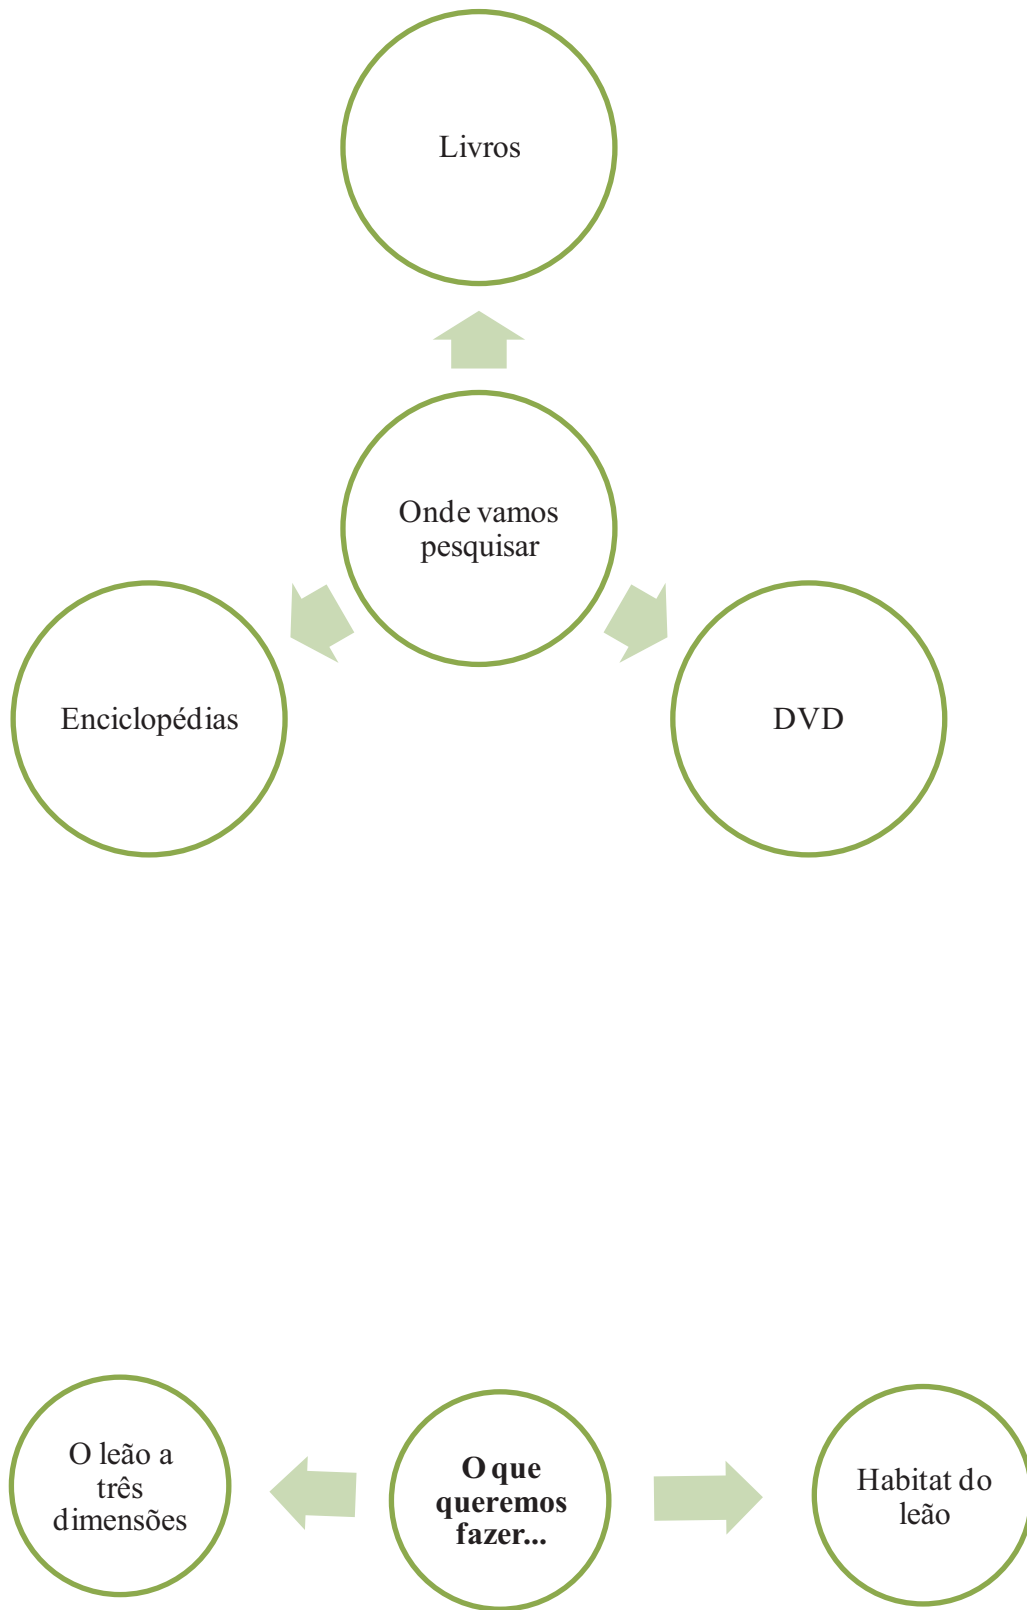 Livros
Onde vamos
pesquisar
Enciclopédias
DVD
O leão a
três
dimensões
O que
queremos
fazer...
Habitat do
leão